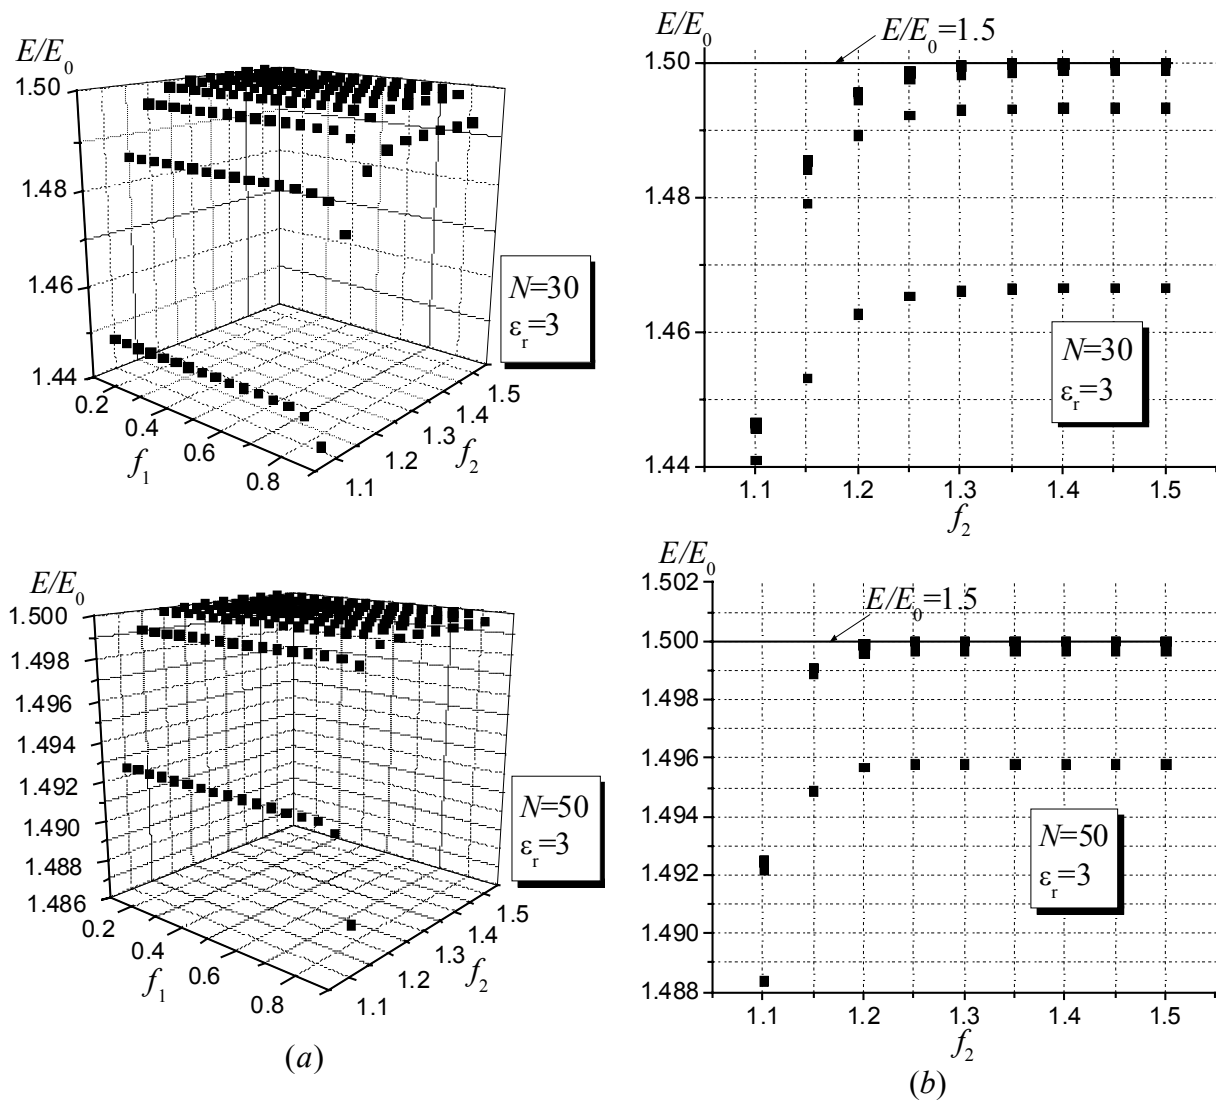 E/E₀
1.50
1.48
1.46
1.44
0.2
0.4
0.6
0.8
f₁
1.1
1.2
1.3
1.4
1.5
f₂
N=30
εᵣ=3
E/E₀
E/E₀=1.5
1.50
1.48
1.46
1.44
N=30
εᵣ=3
1.1 1.2 1.3 1.4 1.5
f₂
E/E₀
1.500
1.498
1.496
1.494
1.492
1.490
1.488
1.486
0.2
0.4
0.6
0.8
f₁
1.1
1.2
1.3
1.4
1.5
f₂
N=50
εᵣ=3
(a)
E/E₀
1.502
E/E₀=1.5
1.500
1.498
1.496
1.494
1.492
1.490
1.488
N=50
εᵣ=3
1.1 1.2 1.3 1.4 1.5
f₂
(b)